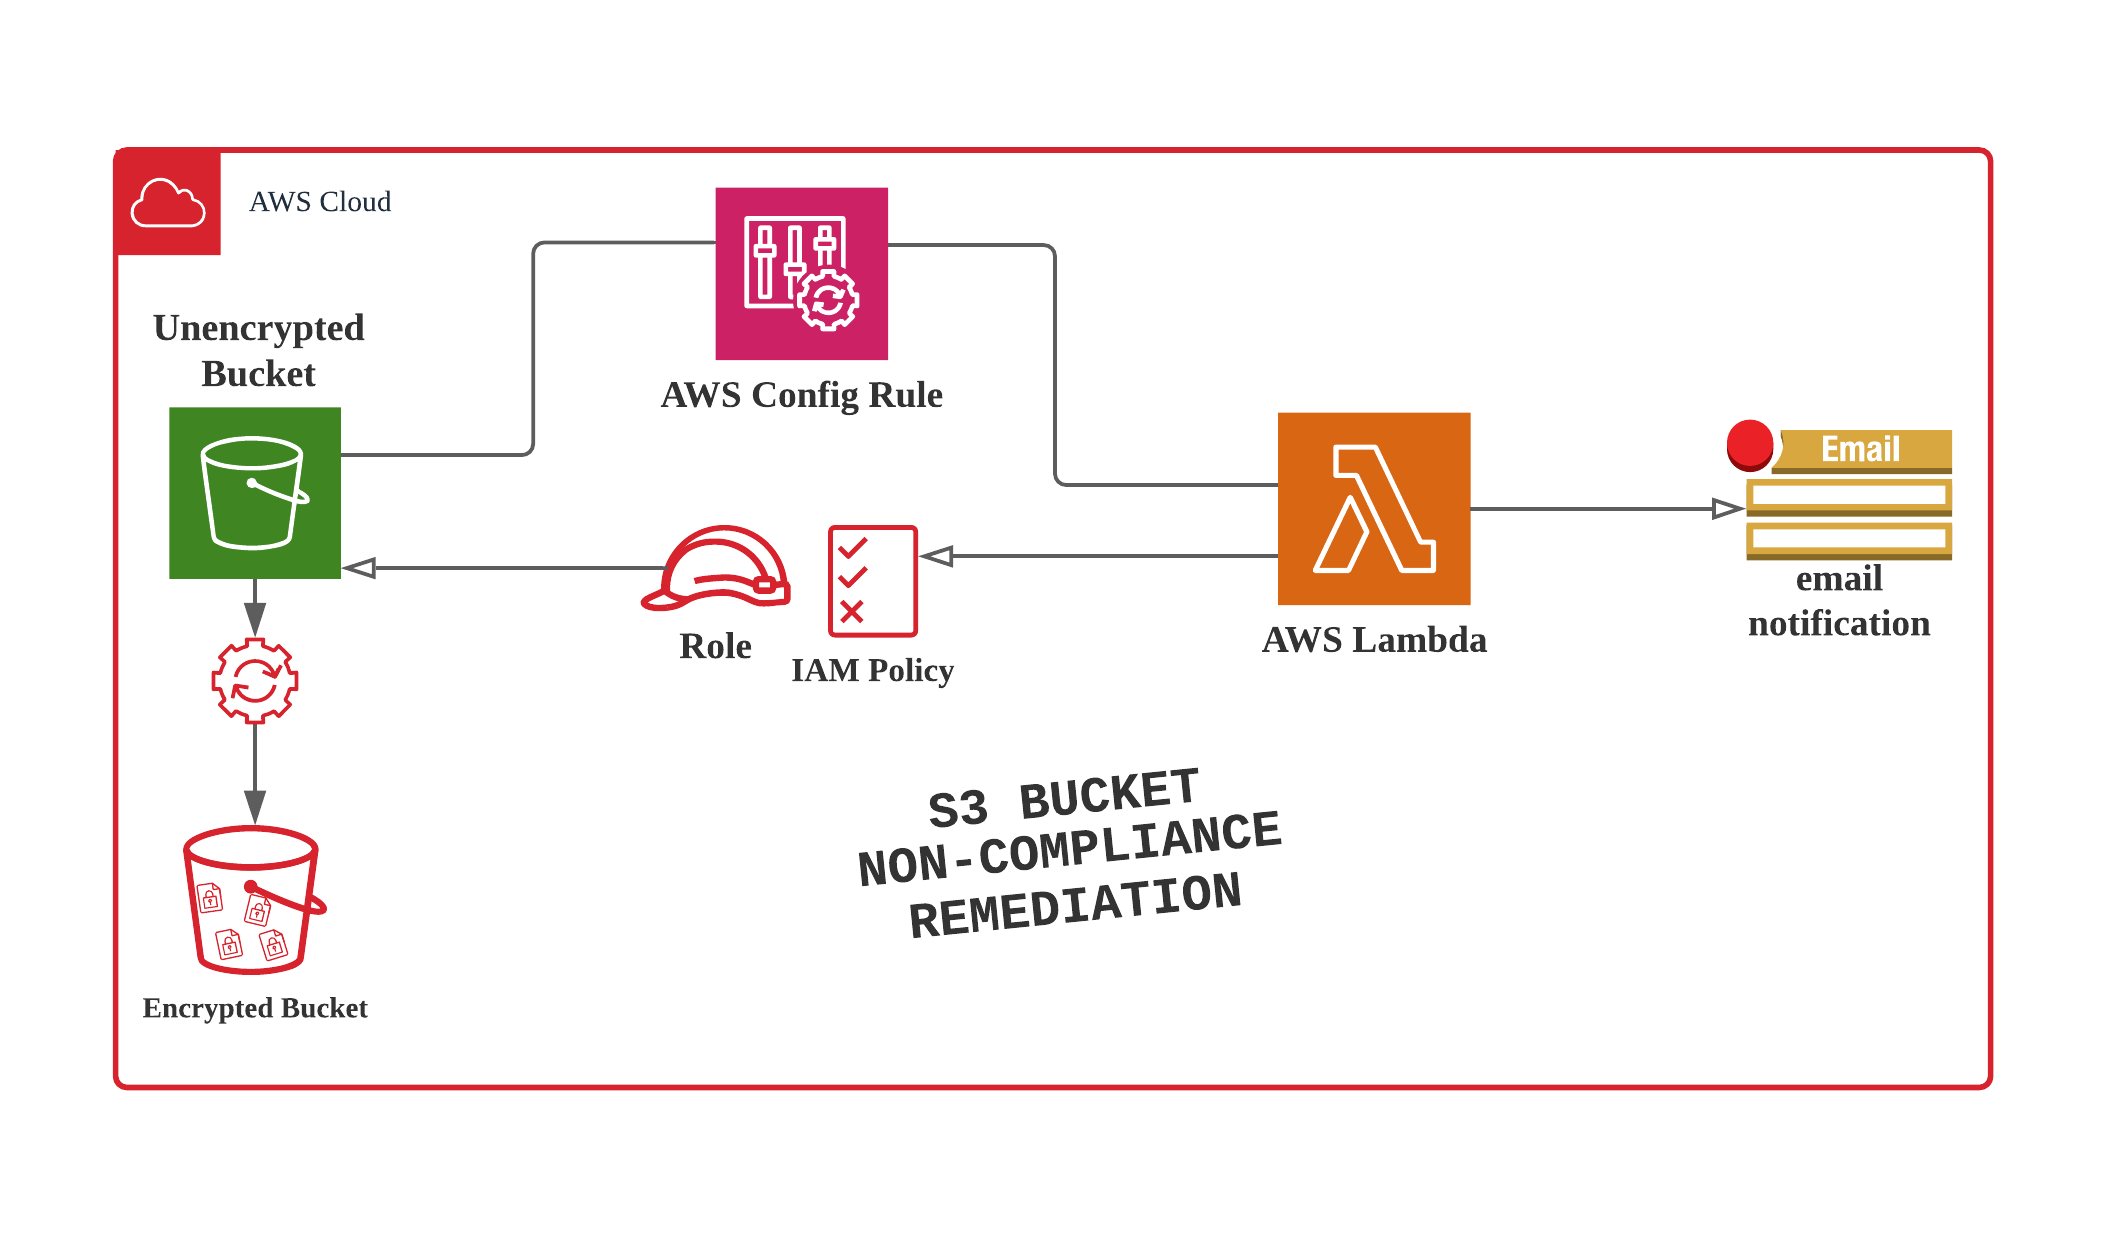 AWS Cloud
Unencrypted
Bucket
AWS Config Rule
Email
email
notification
AWS Lambda
Role
IAM Policy
S3 BUCKET
NON-COMPLIANCE
REMEDIATION
Encrypted Bucket